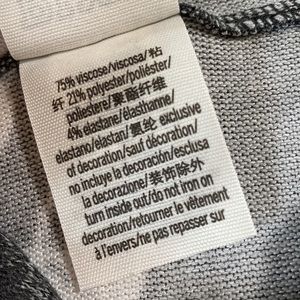 75% viscose/viscosa/粘
纤 21% polyester/poliéster/
poliestere/聚酯纤维
4% elastane/elasthanne/
elastano/elastan/氨纶 exclusive
of decoration/sauf décoration/
no incluye la decoración/esclusa
la decorazione/装饰除外
turn inside out/do not iron on
decoration/retourner le vêtement
à l'envers/ne pas repasser sur